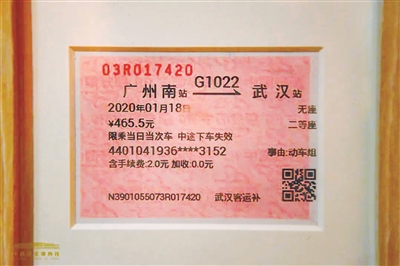 03R017420
广州南站 G1022 武汉站
2020年01月18日 无座
¥465.5元 二等座
限乘当日当次车 中途下车失效
4401041936****3152 事由:动车组
含手续费:2.0元 加收:0.0元
N3901055073R017420 武汉客运补